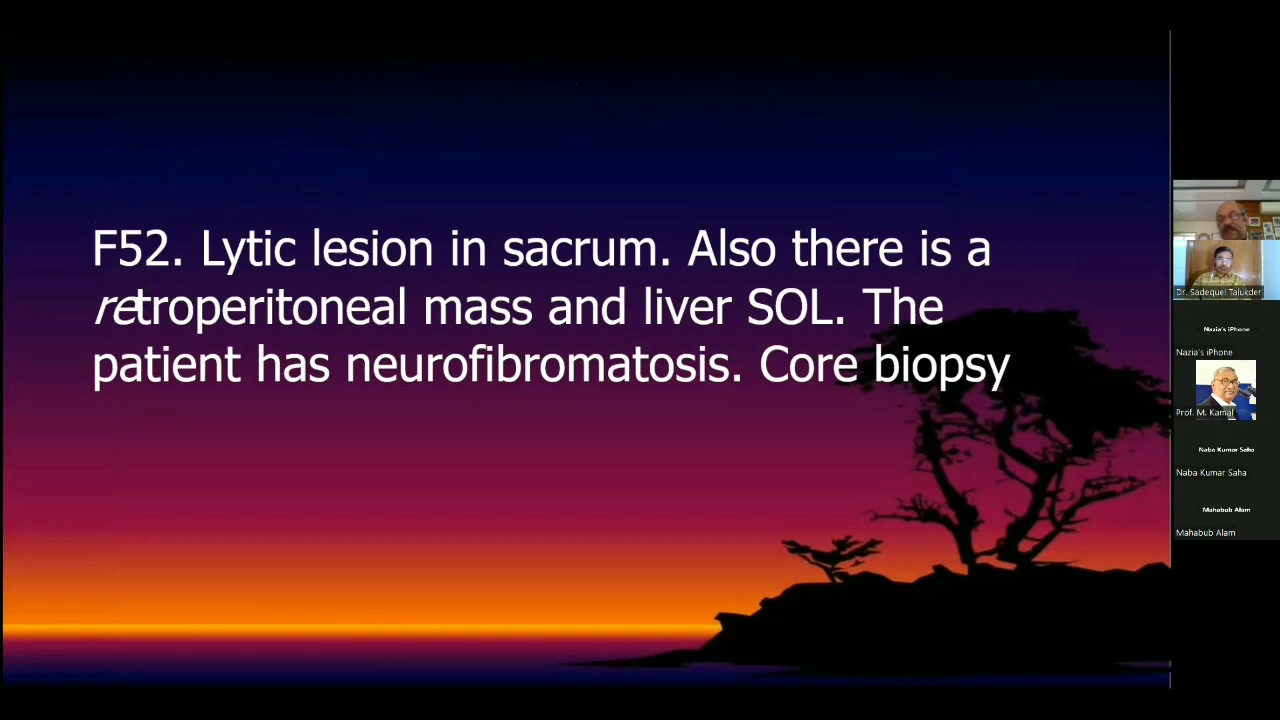 F52. Lytic lesion in sacrum. Also there is a
retroperitoneal mass and liver SOL. The
patient has neurofibromatosis. Core biopsy
Dr. Sadequel Talukder
Nazia's iPhone
Nazia's iPhone
Prof. M. Kamal
Naba Kumar Saha
Naba Kumar Saha
Mahabub Alam
Mahabub Alam